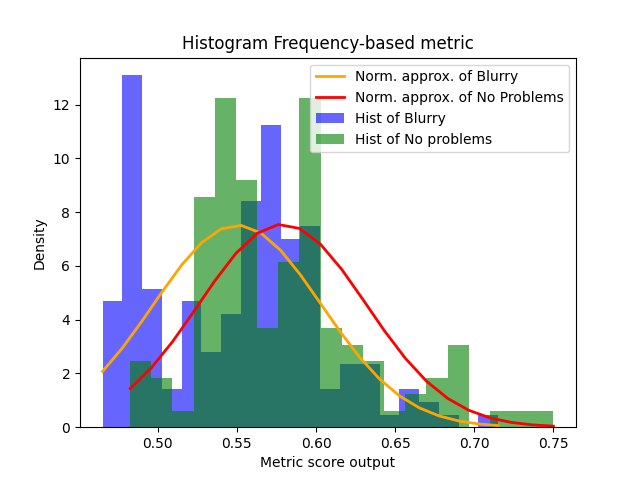 Histogram Frequency-based metric
Norm. approx. of Blurry
Norm. approx. of No Problems
Hist of Blurry
Hist of No problems
Density
12
10
8
6
4
2
0
0.50 0.55 0.60 0.65 0.70 0.75
Metric score output